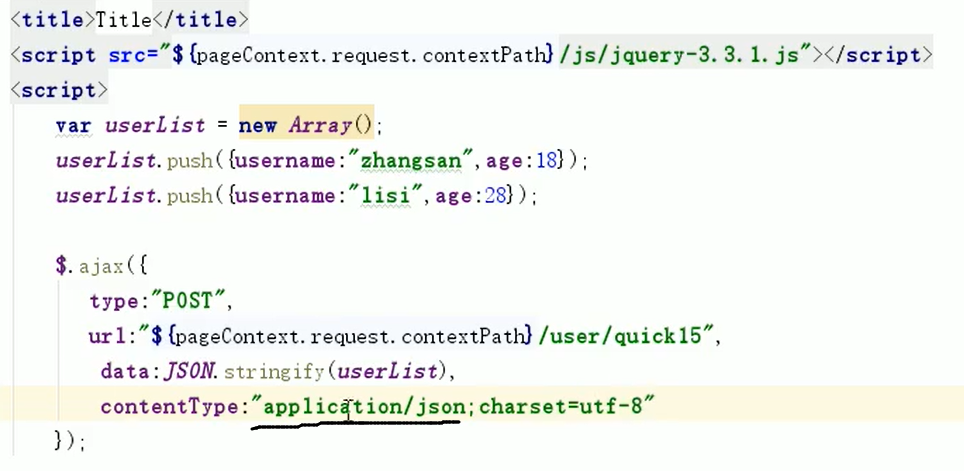 <title>Title</title>
<script src="${pageContext.request.contextPath}/js/jquery-3.3.1.js"></script>
<script>
var userList = new Array();
userList.push({username:"zhangsan",age:18});
userList.push({username:"lisi",age:28});
$.ajax({
type:"POST",
url:"${pageContext.request.contextPath}/user/quick15",
data:JSON.stringify(userList),
contentType:"application/json;charset=utf-8"
});